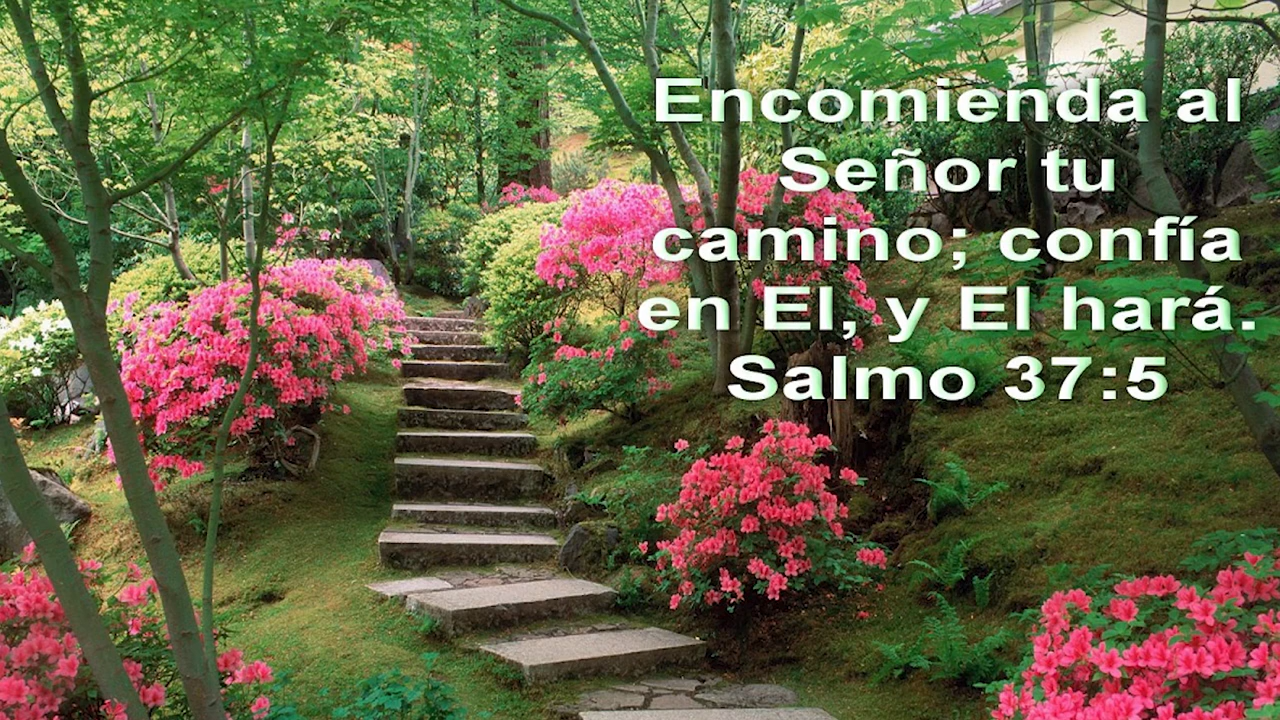 Encomienda al
Señor tu
camino; confía
en El, y El hará.
Salmo 37:5